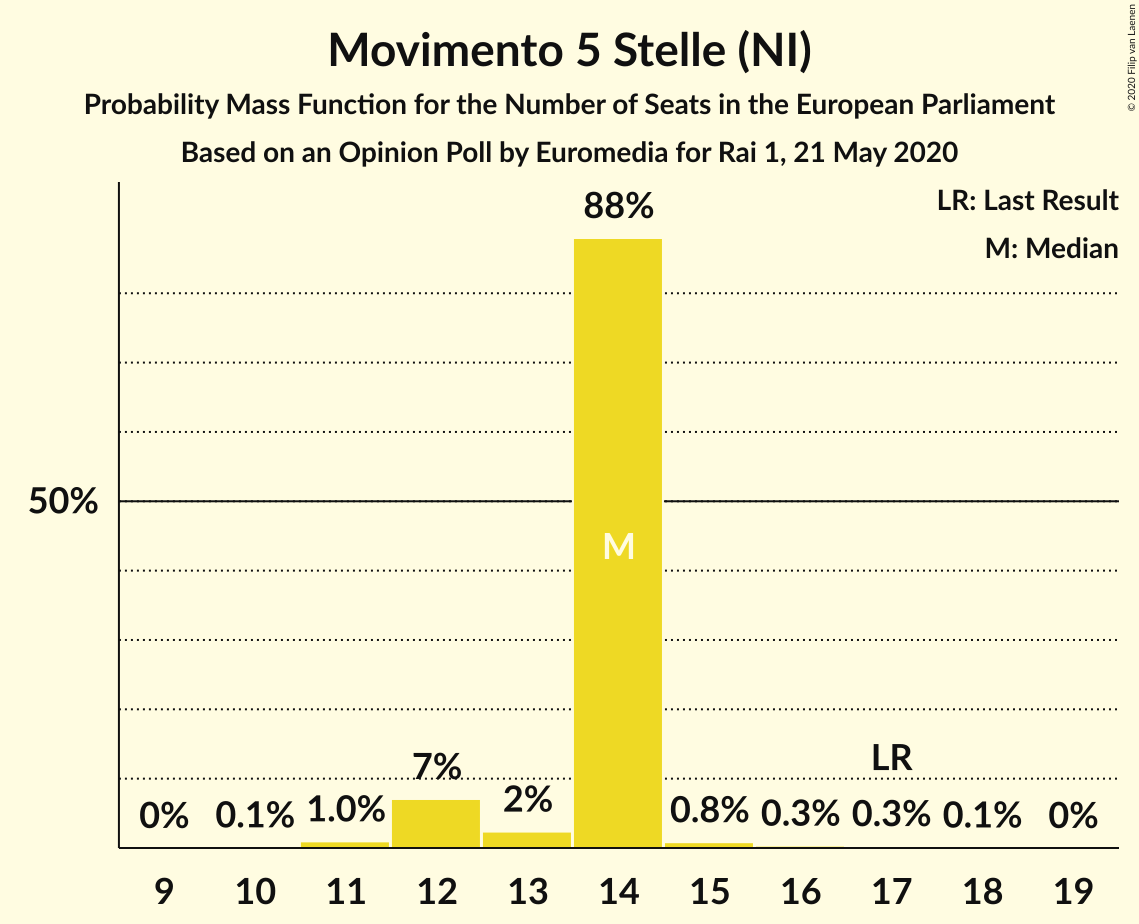 Movimento 5 Stelle (NI)
Probability Mass Function for the Number of Seats in the European Parliament
Based on an Opinion Poll by Euromedia for Rai 1, 21 May 2020
© 2020 Filip van Laenen
LR: Last Result
M: Median
88%
50%
M
7%
2%
LR
0%
0.1%
1.0%
0.8%
0.3%
0.3%
0.1%
0%
9 10 11 12 13 14 15 16 17 18 19